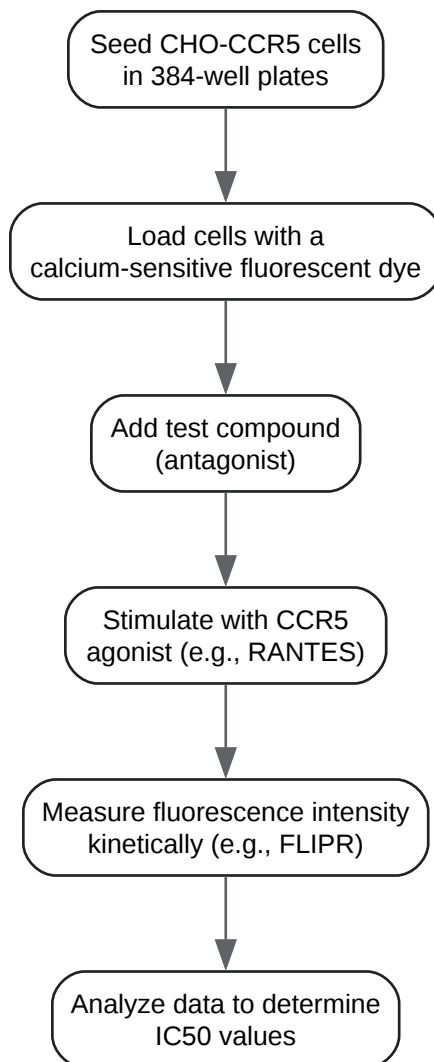 Seed CHO-CCR5 cells
in 384-well plates
Load cells with a
calcium-sensitive fluorescent dye
Add test compound
(antagonist)
Stimulate with CCR5
agonist (e.g., RANTES)
Measure fluorescence intensity
kinetically (e.g., FLIPR)
Analyze data to determine
IC50 values